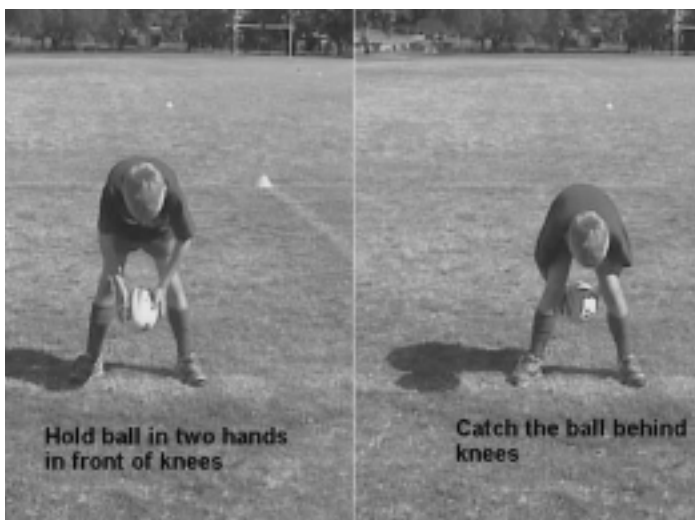 Hold ball in two hands
in front of knees
Catch the ball behind
knees